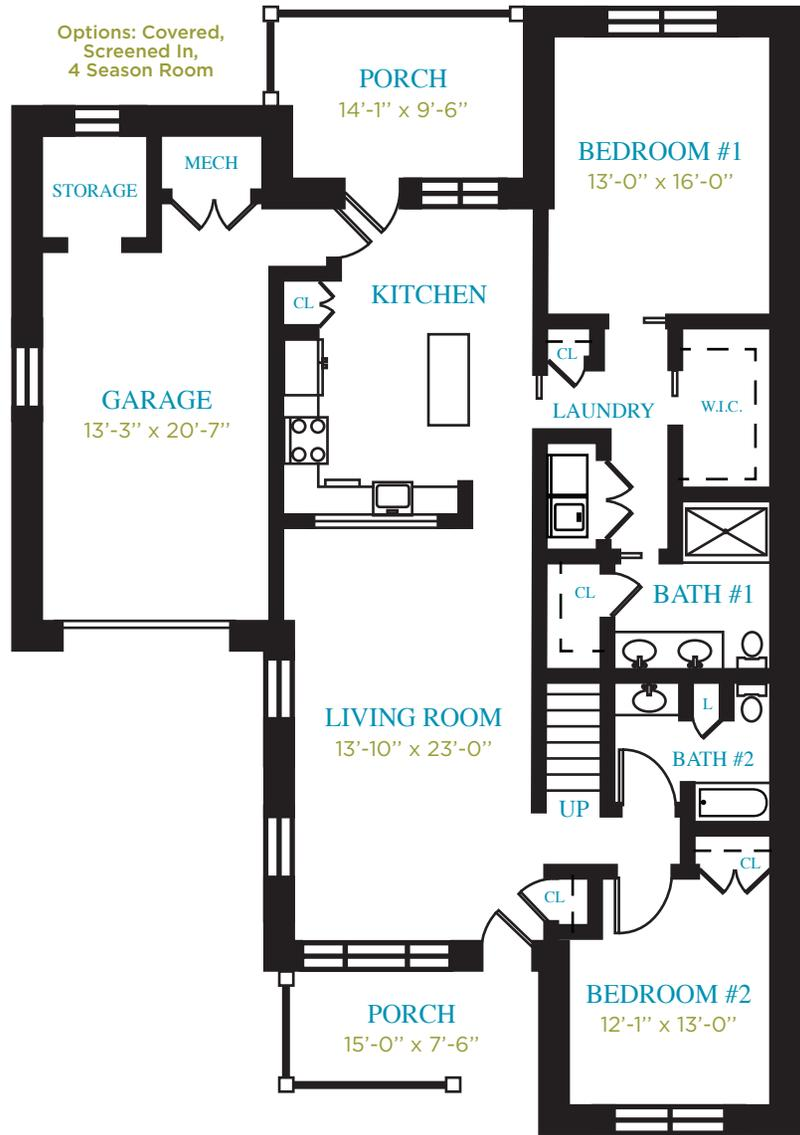 Options: Covered,
Screened In,
4 Season Room
PORCH
14’-1’’ x 9’-6’’
BEDROOM #1
13’-0’’ x 16’-0’’
MECH
STORAGE
KITCHEN
CL
CL
GARAGE
13’-3’’ x 20’-7’’
LAUNDRY
W.I.C.
CL
BATH #1
L
LIVING ROOM
13’-10’’ x 23’-0’’
BATH #2
UP
CL
CL
BEDROOM #2
12’-1’’ x 13’-0’’
PORCH
15’-0’’ x 7’-6’’